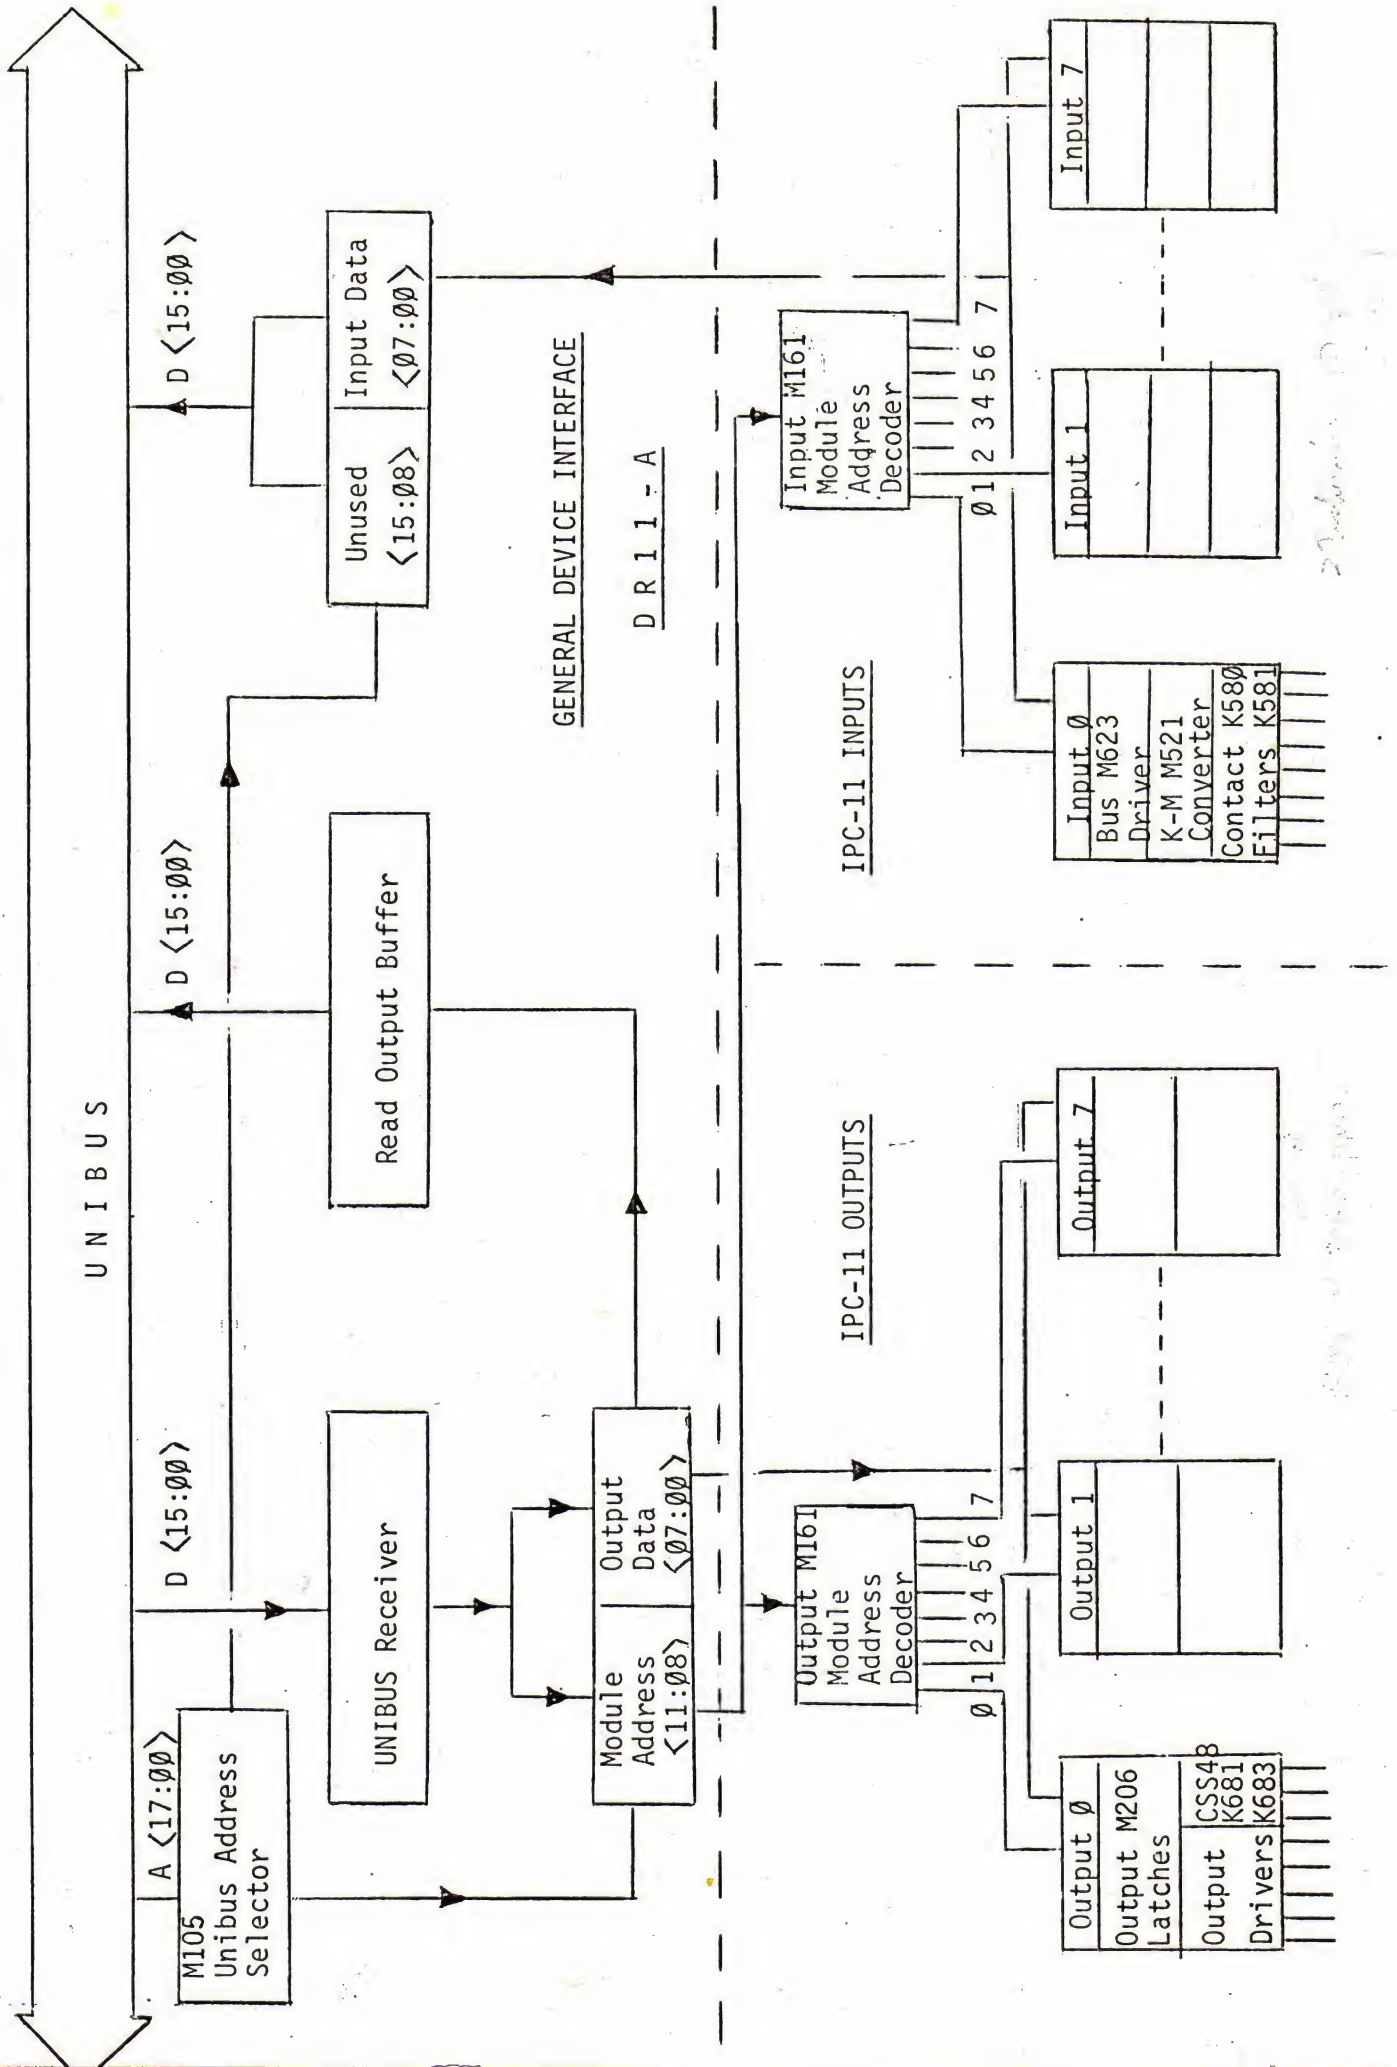 UNIBUS
A <17:ØØ>
D <15:ØØ>
D <15:ØØ>
D <15:ØØ>
M105
Unibus Address
Selector
UNIBUS Receiver
Read Output Buffer
Unused
<15:Ø8>
Input Data
<Ø7:ØØ>
Module
Address
<11:Ø8>
Output
Data
<Ø7:ØØ>
GENERAL DEVICE INTERFACE
DR11-A
IPC-11 OUTPUTS
Output M161
Module
Address
Decoder
Ø 1 2 3 4 5 6 7
Output Ø
Output M206
Latches
Output
Drivers
CSS48
K681
K683
Output 1
Output 7
IPC-11 INPUTS
Input M161
Module
Address
Decoder
Ø 1 2 3 4 5 6 7
Input Ø
Bus M623
Driver
K-M M521
Converter
Contact K58Ø
Filters K581
Input 1
Input 7